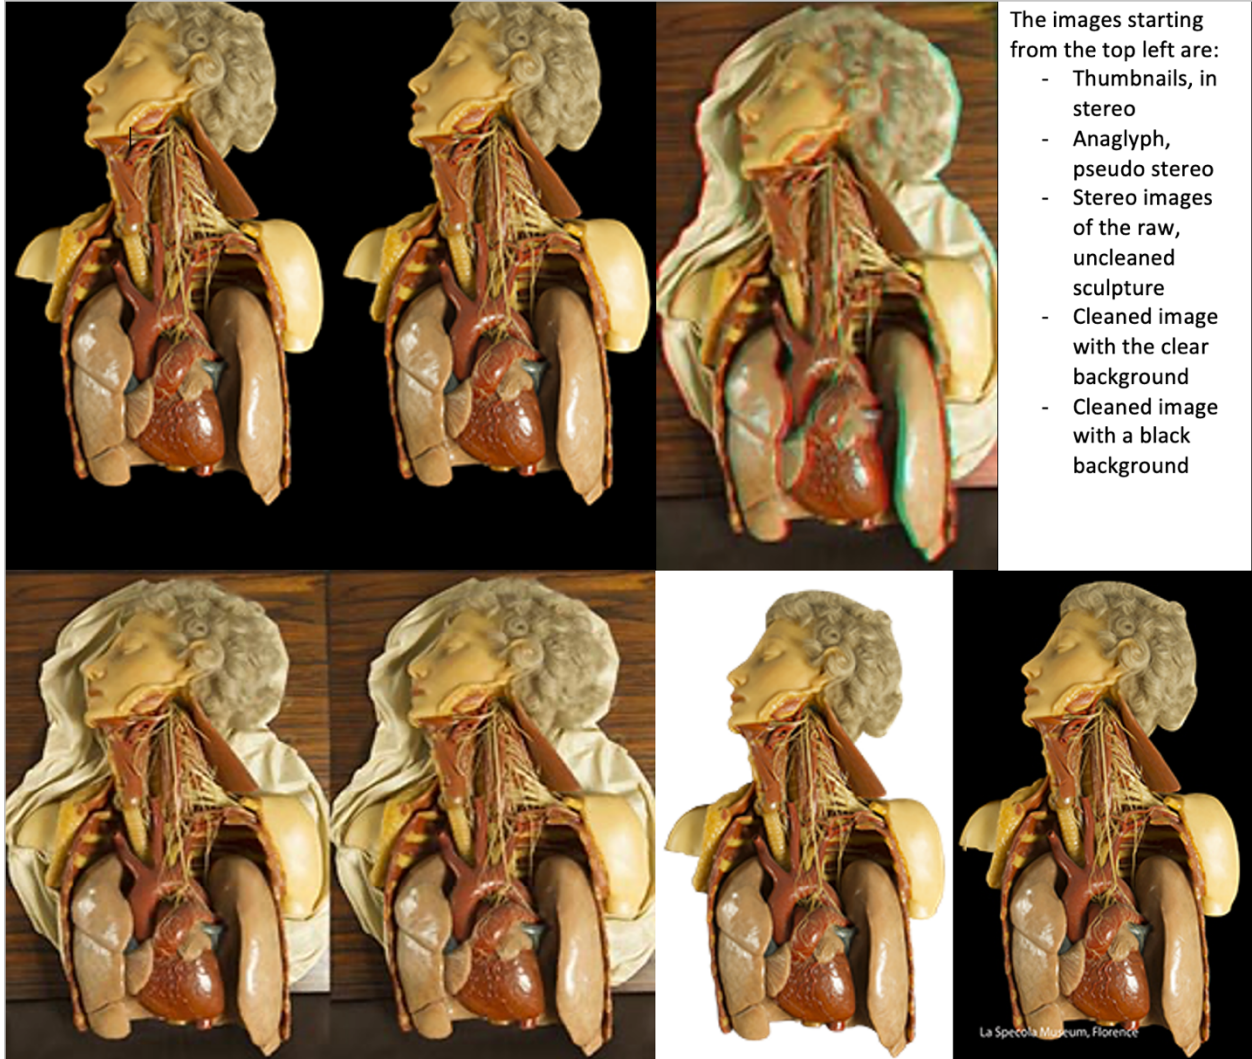 The images starting
from the top left are:
- Thumbnails, in
stereo
- Anaglyph,
pseudo stereo
- Stereo images
of the raw,
uncleaned
sculpture
- Cleaned image
with the clear
background
- Cleaned image
with a black
background
La Specola Museum, Florence